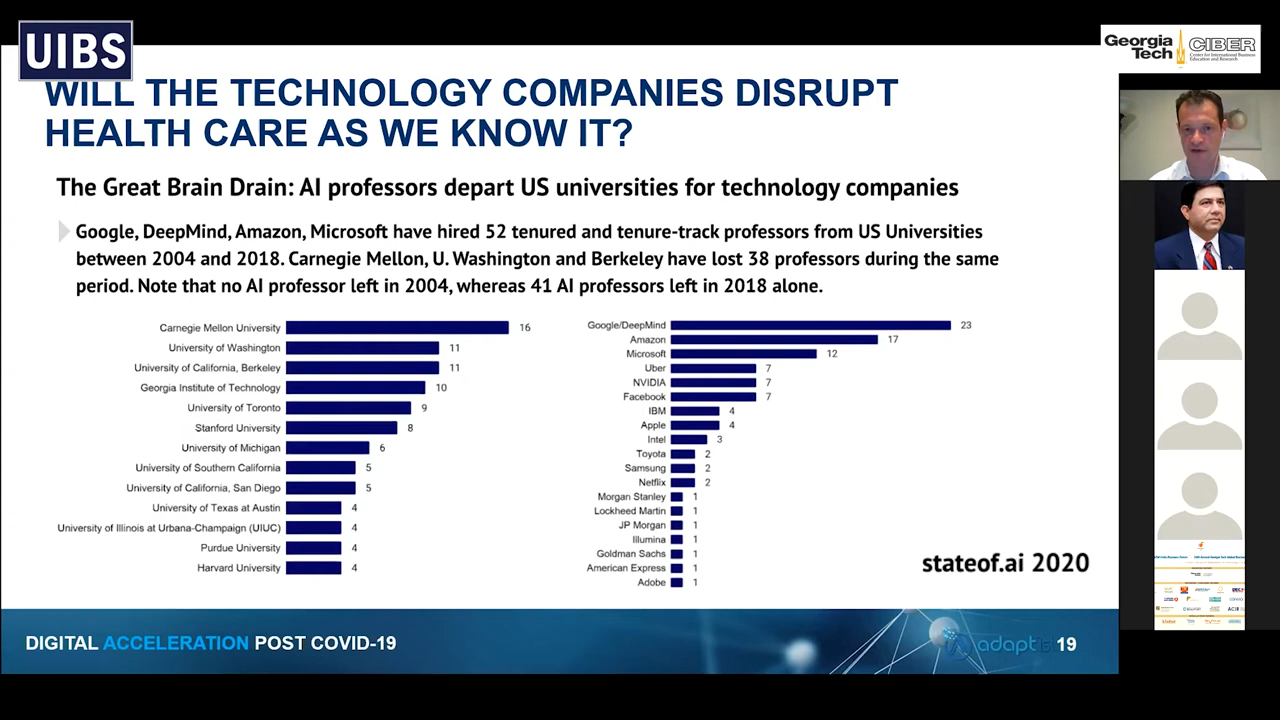 UIBS
Georgia Tech
CIBER
Center for International Business
Education and Research
WILL THE TECHNOLOGY COMPANIES DISRUPT
HEALTH CARE AS WE KNOW IT?
The Great Brain Drain: AI professors depart US universities for technology companies
Google, DeepMind, Amazon, Microsoft have hired 52 tenured and tenure-track professors from US Universities
between 2004 and 2018. Carnegie Mellon, U. Washington and Berkeley have lost 38 professors during the same
period. Note that no AI professor left in 2004, whereas 41 AI professors left in 2018 alone.
Carnegie Mellon University 16
University of Washington 11
University of California, Berkeley 11
Georgia Institute of Technology 10
University of Toronto 9
Stanford University 8
University of Michigan 6
University of Southern California 5
University of California, San Diego 5
University of Texas at Austin 4
University of Illinois at Urbana-Champaign (UIUC) 4
Purdue University 4
Harvard University 4
Google/DeepMind 23
Amazon 17
Microsoft 12
Uber 7
NVIDIA 7
Facebook 7
IBM 4
Apple 4
Intel 3
Toyota 2
Samsung 2
Netflix 2
Morgan Stanley 1
Lockheed Martin 1
JP Morgan 1
Illumina 1
Goldman Sachs 1
American Express 1
Adobe 1
stateof.ai 2020
DIGITAL ACCELERATION POST COVID-19
19